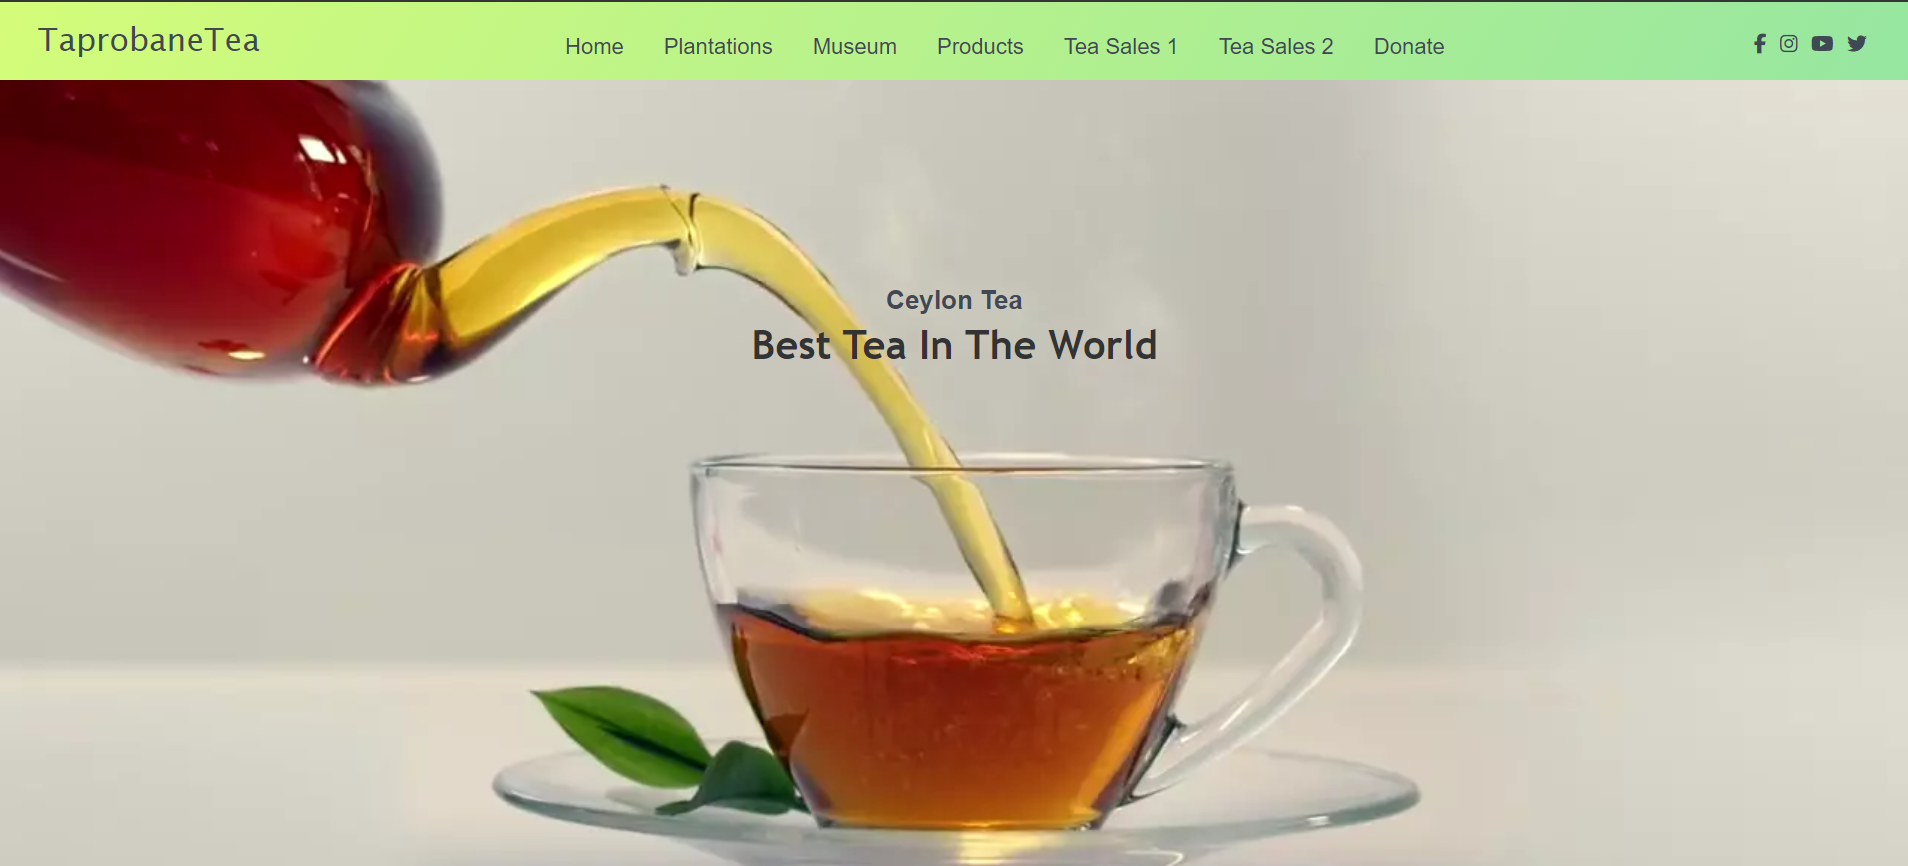 TaprobaneTea
Home Plantations Museum Products Tea Sales 1 Tea Sales 2 Donate
Ceylon Tea
Best Tea In The World